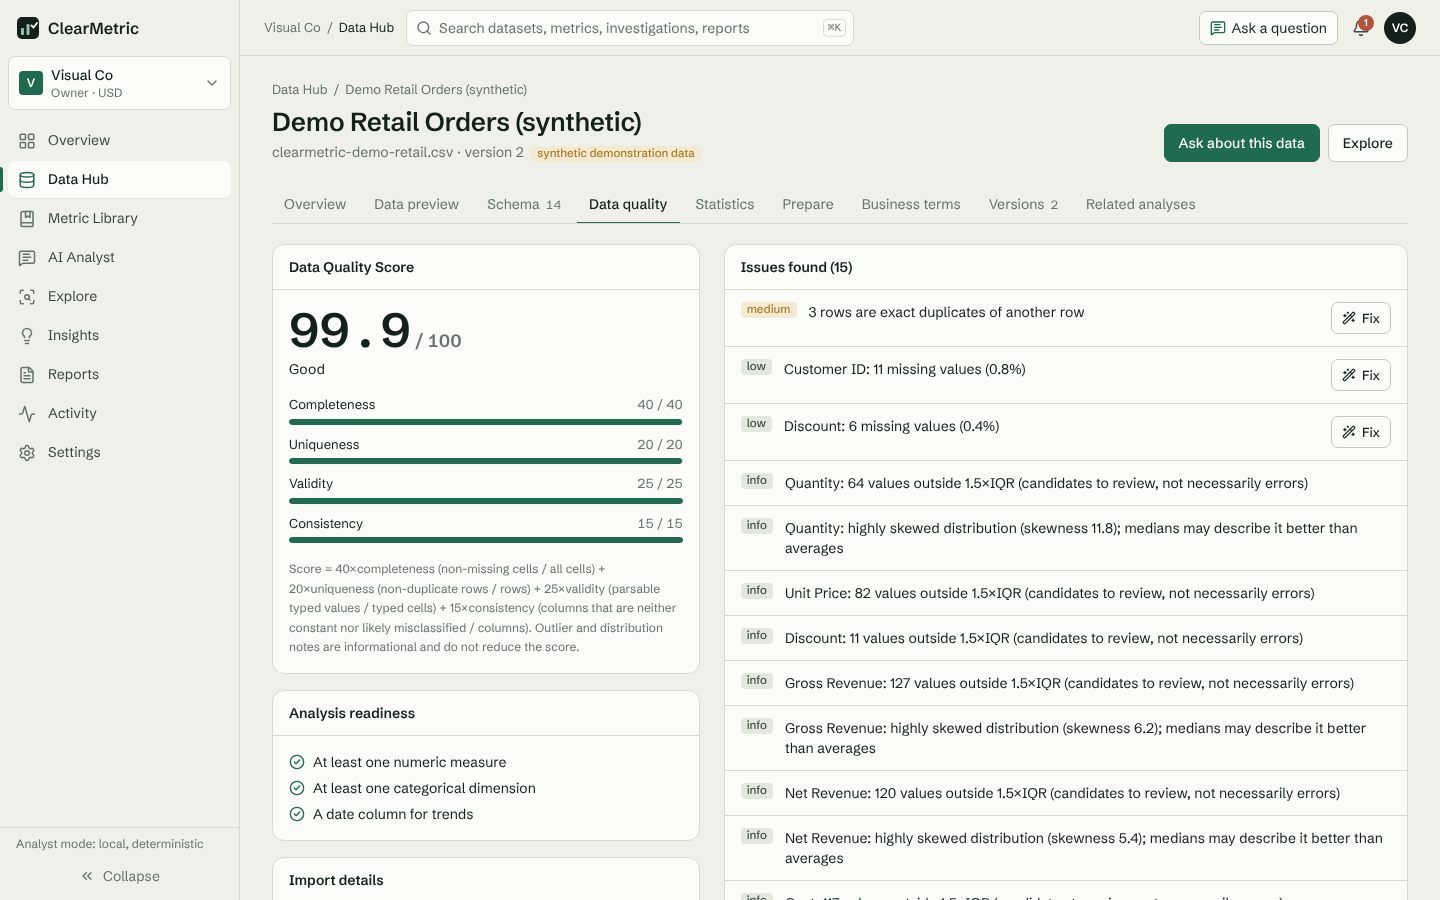 ClearMetric
Visual Co / Data Hub
Search datasets, metrics, investigations, reports
⌘K
Ask a question
1
VC
V
Visual Co
Owner · USD
Overview
Data Hub
Metric Library
AI Analyst
Explore
Insights
Reports
Activity
Settings
Analyst mode: local, deterministic
Collapse
Data Hub / Demo Retail Orders (synthetic)
Demo Retail Orders (synthetic)
clearmetric-demo-retail.csv · version 2 synthetic demonstration data
Ask about this data
Explore
Overview
Data preview
Schema 14
Data quality
Statistics
Prepare
Business terms
Versions 2
Related analyses
Data Quality Score
99.9 / 100
Good
Completeness 40 / 40
Uniqueness 20 / 20
Validity 25 / 25
Consistency 15 / 15
Score = 40×completeness (non-missing cells / all cells) +
20×uniqueness (non-duplicate rows / rows) + 25×validity (parsable
typed values / typed cells) + 15×consistency (columns that are neither
constant nor likely misclassified / columns). Outlier and distribution
notes are informational and do not reduce the score.
Analysis readiness
At least one numeric measure
At least one categorical dimension
A date column for trends
Import details
Issues found (15)
medium 3 rows are exact duplicates of another row Fix
low Customer ID: 11 missing values (0.8%) Fix
low Discount: 6 missing values (0.4%) Fix
info Quantity: 64 values outside 1.5×IQR (candidates to review, not necessarily errors)
info Quantity: highly skewed distribution (skewness 11.8); medians may describe it better than
averages
info Unit Price: 82 values outside 1.5×IQR (candidates to review, not necessarily errors)
info Discount: 11 values outside 1.5×IQR (candidates to review, not necessarily errors)
info Gross Revenue: 127 values outside 1.5×IQR (candidates to review, not necessarily errors)
info Gross Revenue: highly skewed distribution (skewness 6.2); medians may describe it better
than averages
info Net Revenue: 120 values outside 1.5×IQR (candidates to review, not necessarily errors)
info Net Revenue: highly skewed distribution (skewness 5.4); medians may describe it better than
averages